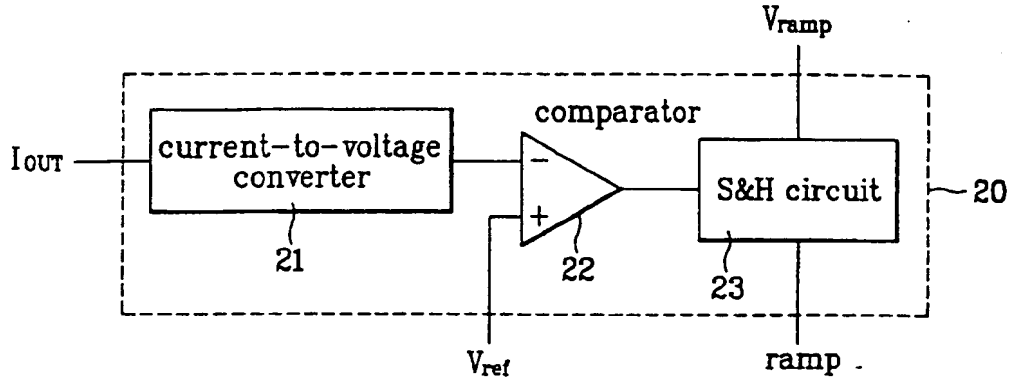 Vramp
comparator
IOUT
current-to-voltage
converter
−
+
S&H circuit
20
21
22
23
Vref
ramp